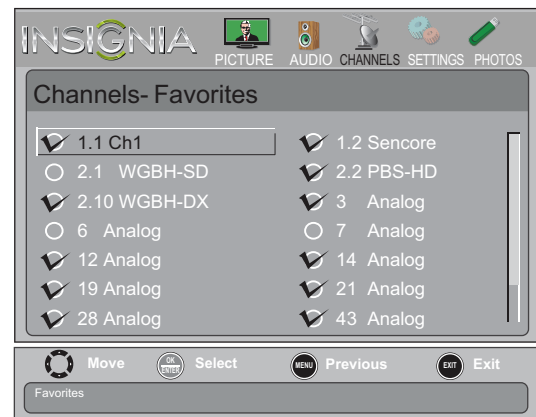 INSIGNIA
PICTURE AUDIO CHANNELS SETTINGS PHOTOS
Channels- Favorites
1.1 Ch1 1.2 Sencore
2.1 WGBH-SD 2.2 PBS-HD
2.10 WGBH-DX 3 Analog
6 Analog 7 Analog
12 Analog 14 Analog
19 Analog 21 Analog
28 Analog 43 Analog
Move OK ENTER Select MENU Previous EXIT Exit
Favorites